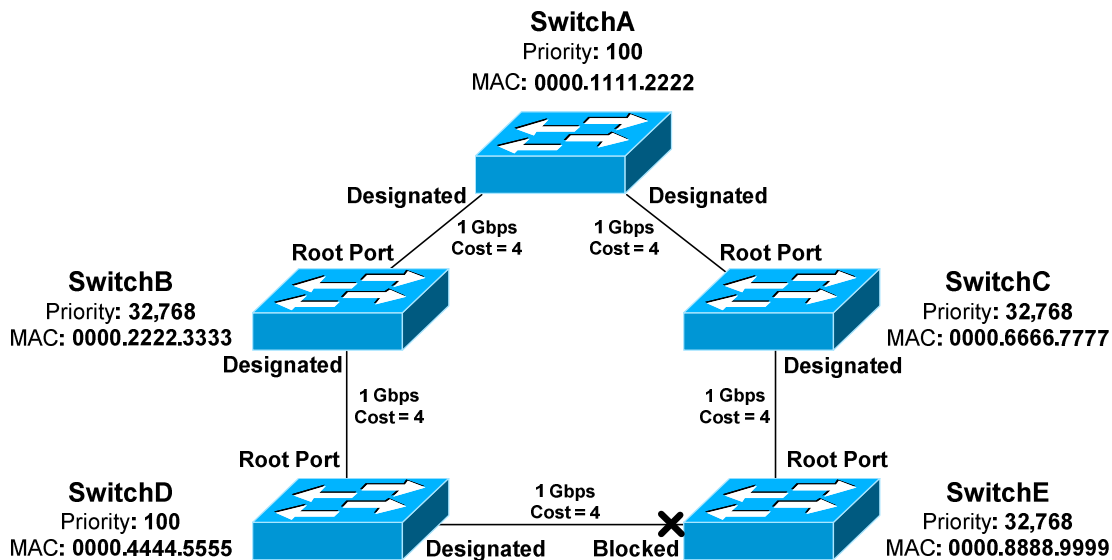 SwitchA
Priority: 100
MAC: 0000.1111.2222
Designated
Designated
1 Gbps
Cost = 4
1 Gbps
Cost = 4
Root Port
Root Port
SwitchB
Priority: 32,768
MAC: 0000.2222.3333
SwitchC
Priority: 32,768
MAC: 0000.6666.7777
Designated
Designated
1 Gbps
Cost = 4
1 Gbps
Cost = 4
Root Port
Root Port
SwitchD
Priority: 100
MAC: 0000.4444.5555
1 Gbps
Cost = 4
SwitchE
Priority: 32,768
MAC: 0000.8888.9999
Designated
Blocked